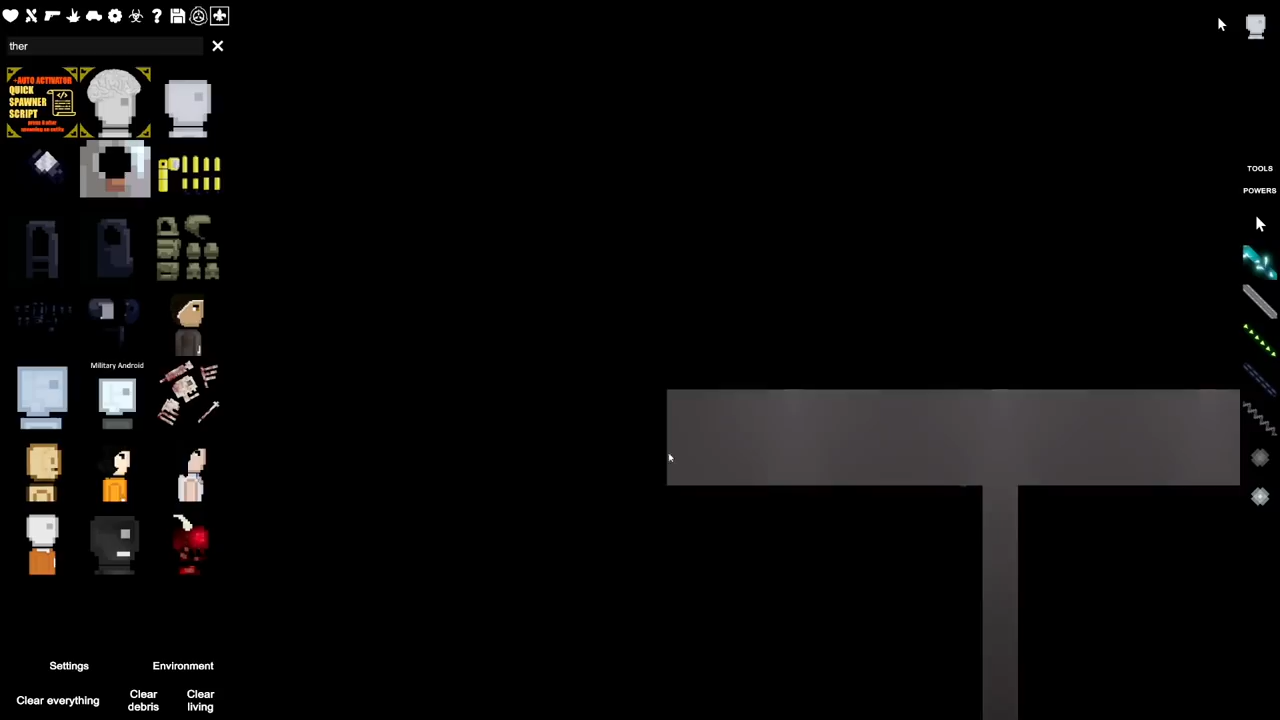 ?
ther
+AUTO ACTIVATOR
QUICK
SPAWNER
SCRIPT
Military Android
TOOLS
POWERS
Settings
Environment
Clear everything
Clear
debris
Clear
living